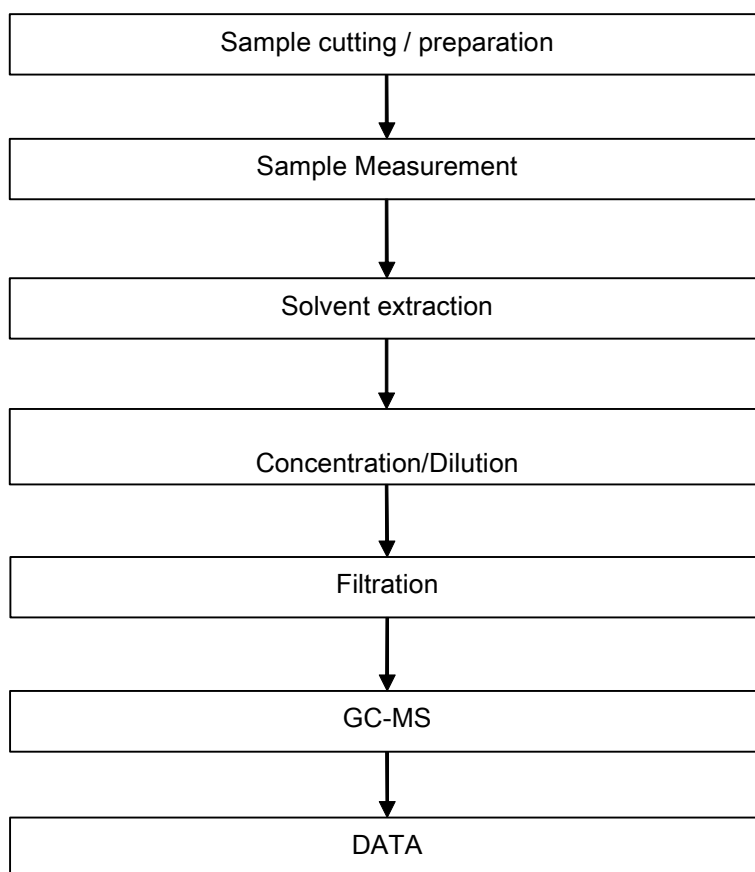 Sample cutting / preparation
Sample Measurement
Solvent extraction
Concentration/Dilution
Filtration
GC-MS
DATA